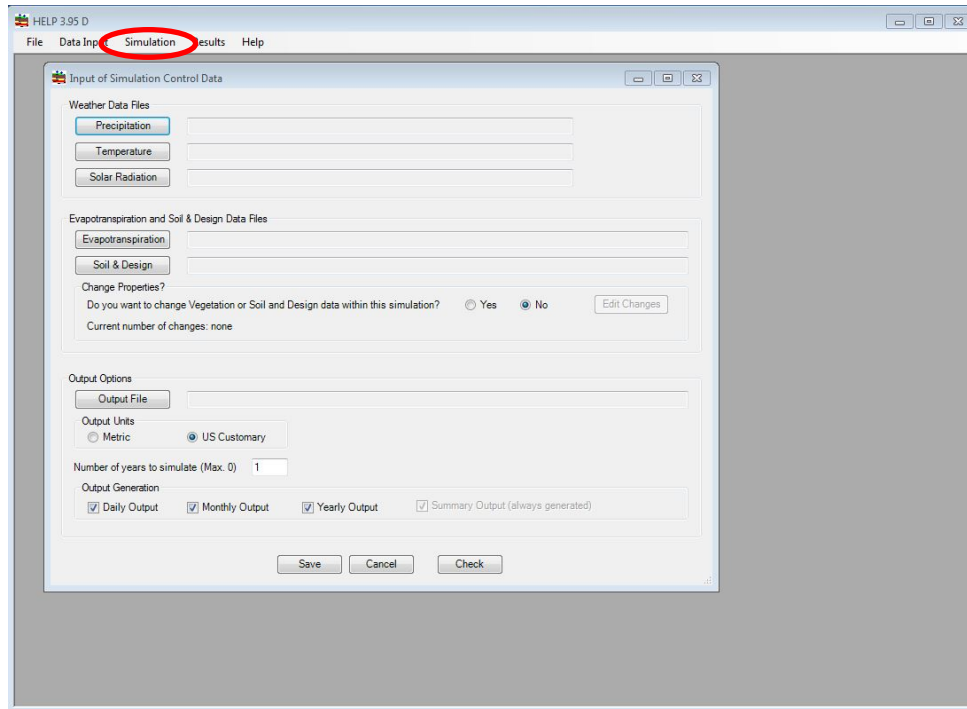 HELP 3.95 D
File Data Input Simulation Results Help
Input of Simulation Control Data
Weather Data Files
Precipitation
Temperature
Solar Radiation
Evapotranspiration and Soil & Design Data Files
Evapotranspiration
Soil & Design
Change Properties?
Do you want to change Vegetation or Soil and Design data within this simulation? Yes No Edit Changes
Current number of changes: none
Output Options
Output File
Output Units
Metric US Customary
Number of years to simulate (Max. 0) 1
Output Generation
Daily Output Monthly Output Yearly Output Summary Output (always generated)
Save Cancel Check